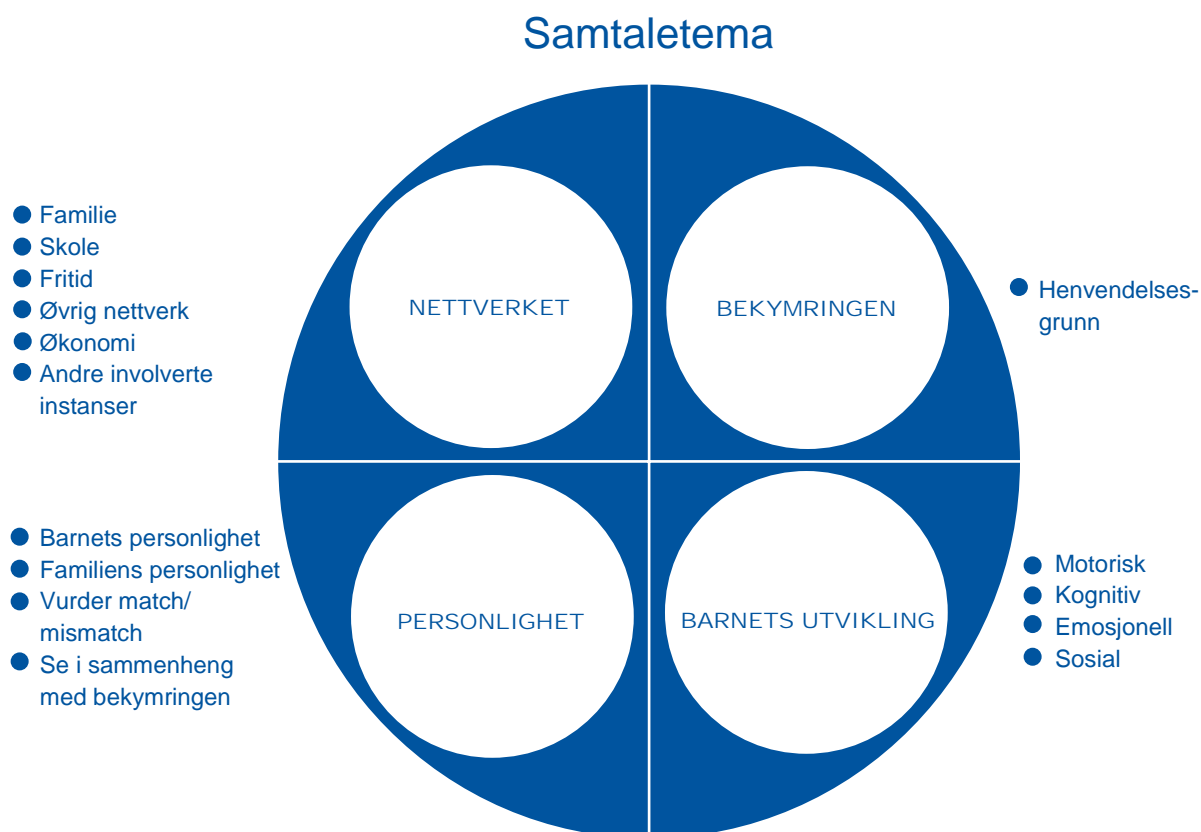 Samtaletema
Familie
Skole
Fritid
Øvrig nettverk
Økonomi
Andre involverte
instanser
NETTVERKET
BEKYMRINGEN
Henvendelses-
grunn
Barnets personlighet
Familiens personlighet
Vurder match/
mismatch
Se i sammenheng
med bekymringen
PERSONLIGHET
BARNETS UTVIKLING
Motorisk
Kognitiv
Emosjonell
Sosial